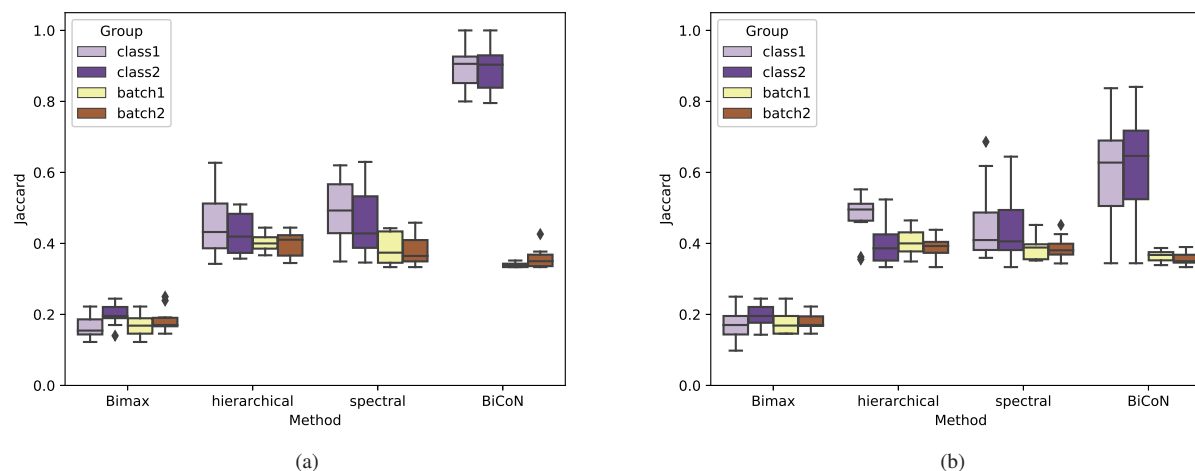 1.0
0.8
0.6
0.4
0.2
0.0
Jaccard
Group
class1
class2
batch1
batch2
Bimax hierarchical spectral BiCoN
Method
(a)
1.0
0.8
0.6
0.4
0.2
0.0
Jaccard
Group
class1
class2
batch1
batch2
Bimax hierarchical spectral BiCoN
Method
(b)